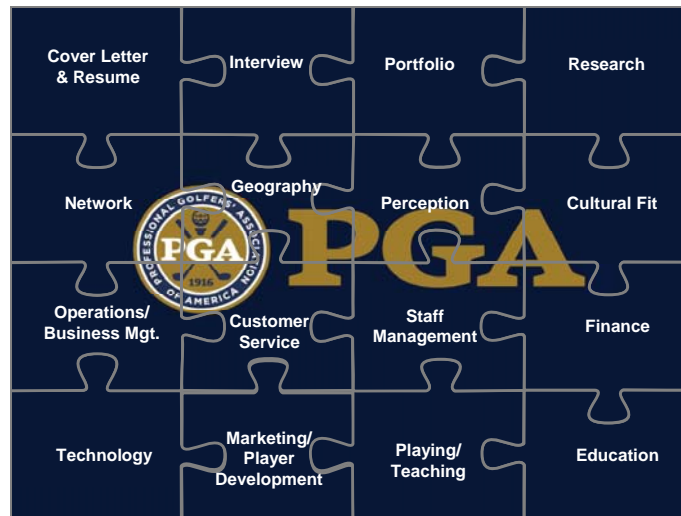 Cover Letter
& Resume
Interview
Portfolio
Research
Network
Geography
Perception
Cultural Fit
PROFESSIONAL GOLFERS' ASSOCIATION
PGA
1916
OF AMERICA
PGA
Operations/
Business Mgt.
Customer
Service
Staff
Management
Finance
Technology
Marketing/
Player
Development
Playing/
Teaching
Education